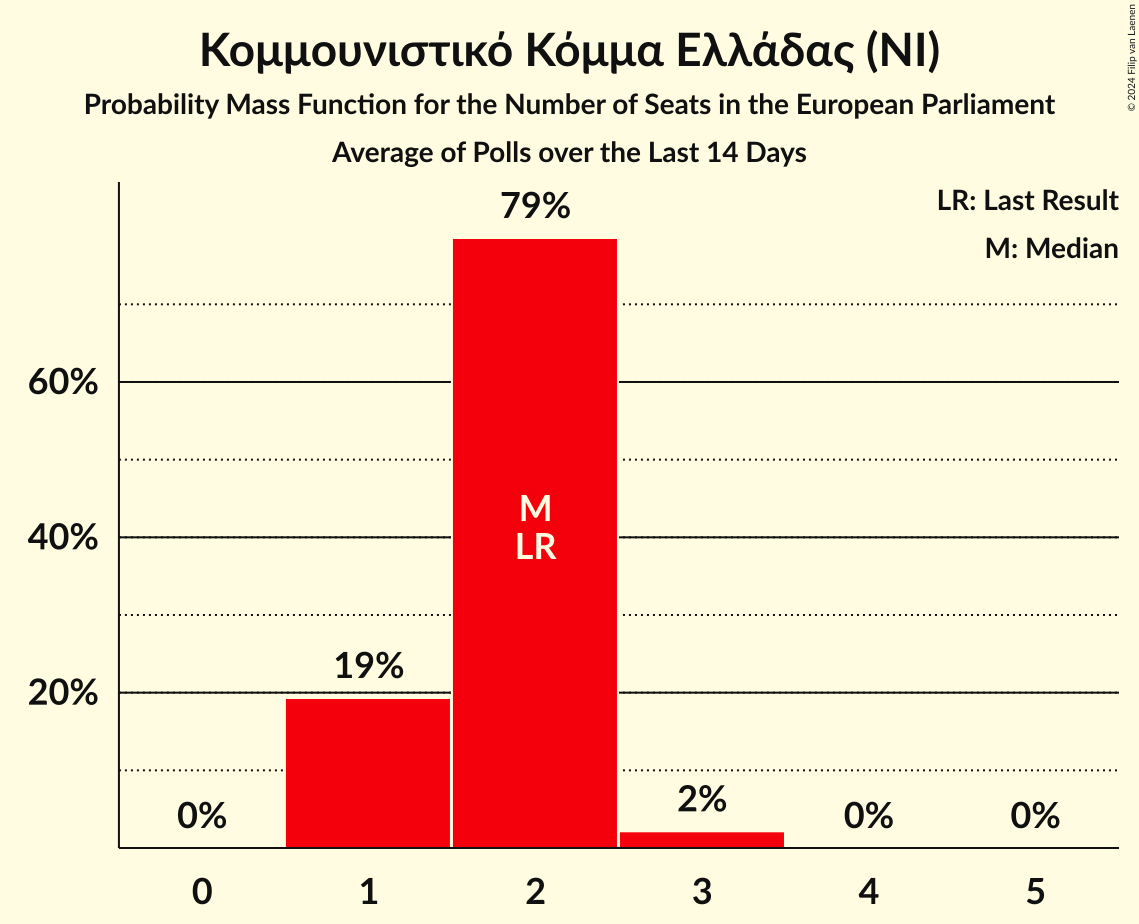 Κομμουνιστικό Κόμμα Ελλάδας (NI)
Probability Mass Function for the Number of Seats in the European Parliament
Average of Polls over the Last 14 Days
© 2024 Filip van Laenen
LR: Last Result
M: Median
79%
60%
M
40%
LR
19%
20%
2%
0%
0%
0%
0
1
2
3
4
5